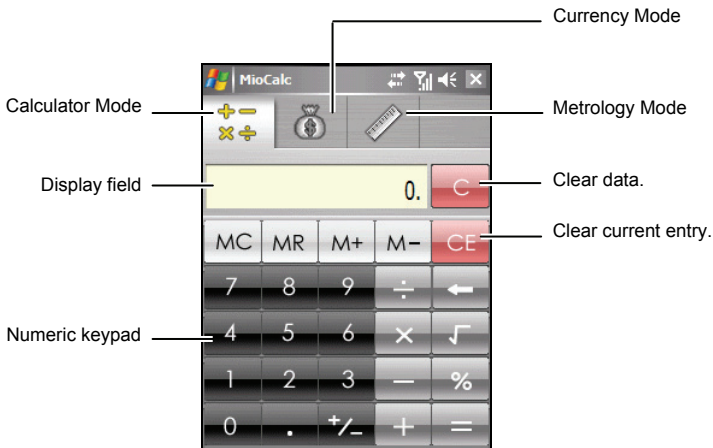 Currency Mode
MioCalc
Calculator Mode
Metrology Mode
Display field
0.
C
Clear data.
MC MR M+ M− CE
Clear current entry.
7 8 9 ÷ ←
Numeric keypad
4 5 6 × √
1 2 3 − %
0 . +/− + =